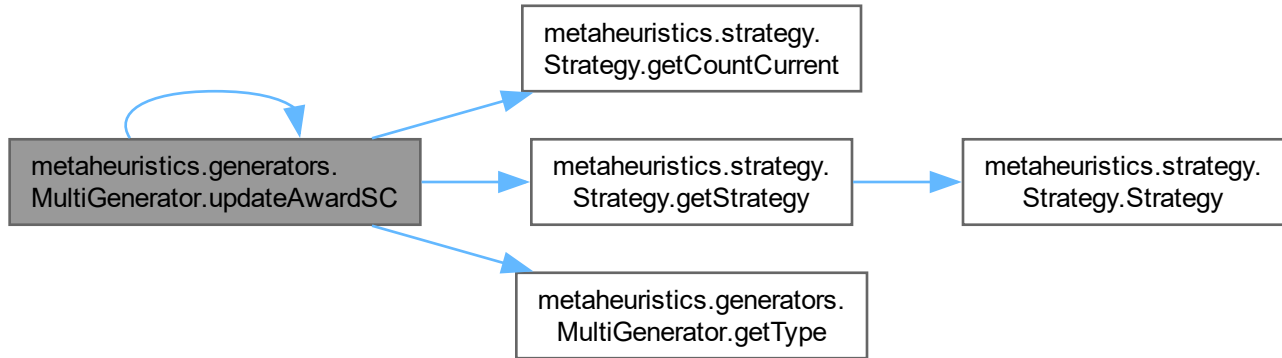 metaheuristics.strategy.
Strategy.getCountCurrent
metaheuristics.generators.
MultiGenerator.updateAwardSC
metaheuristics.strategy.
Strategy.getStrategy
metaheuristics.strategy.
Strategy.Strategy
metaheuristics.generators.
MultiGenerator.getType